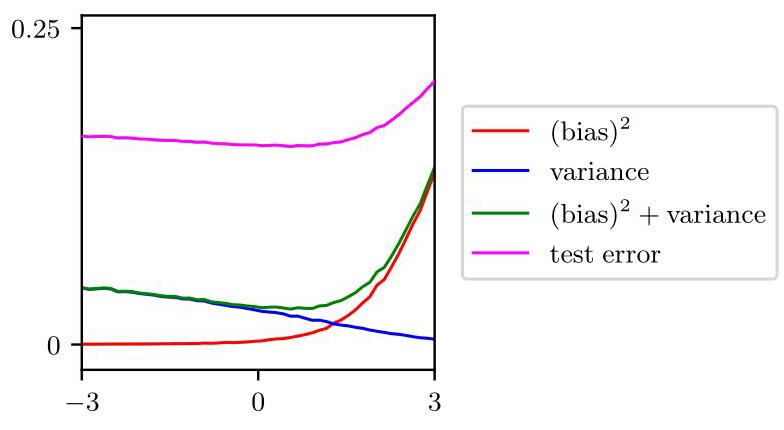 0.25
0
−3 0 3
(bias)²
variance
(bias)² + variance
test error